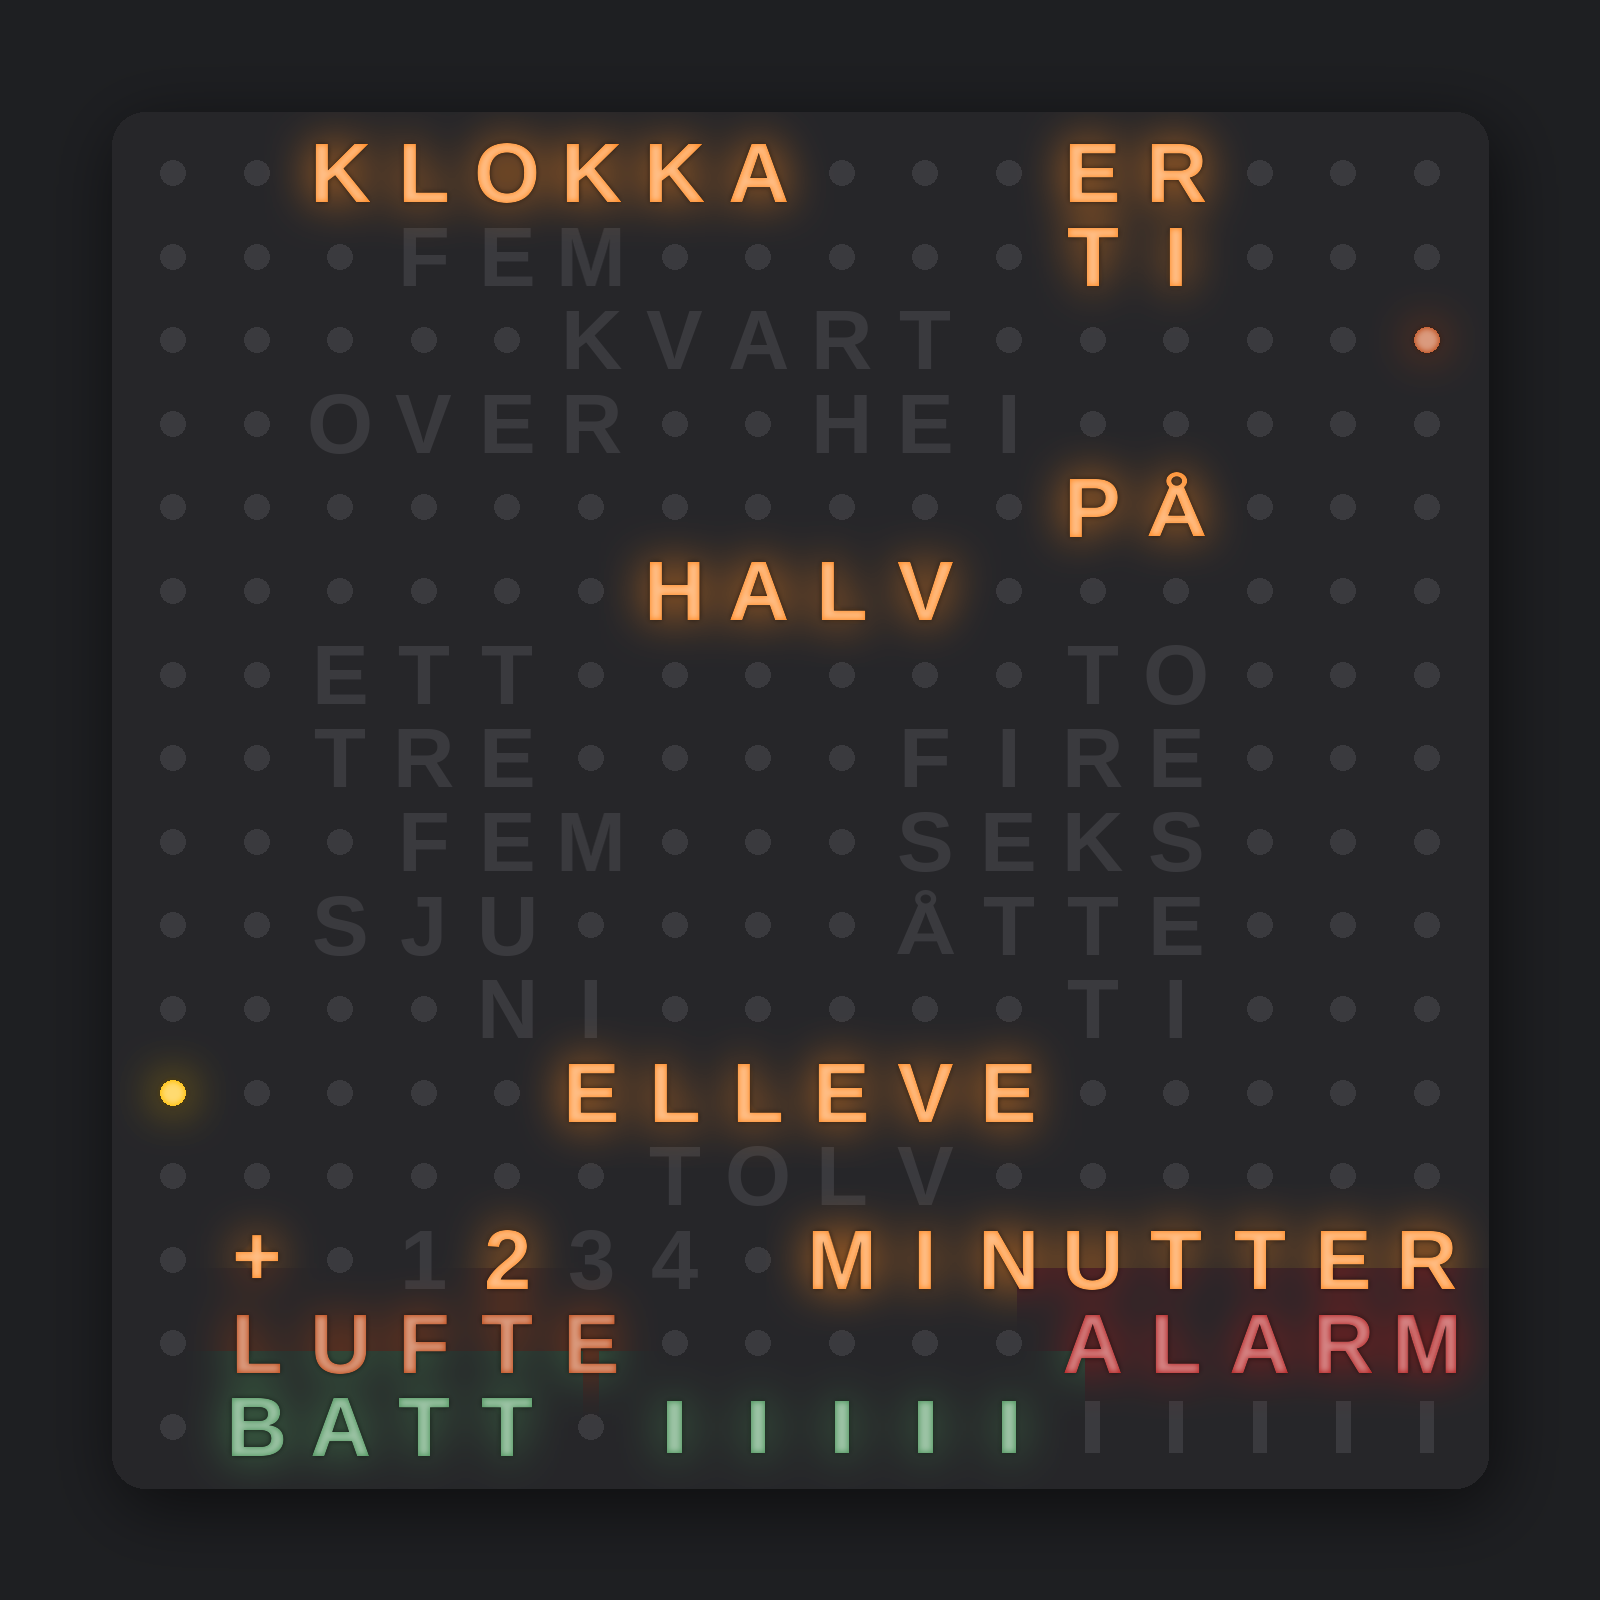 KLOKKA ER
FEM TI
KVART
OVER HEI
PÅ
HALV
ETT TO
TRE FIRE
FEM SEKS
SJU ÅTTE
NI TI
ELLEVE
TOLV
+ 1 2 3 4 MINUTTER
LUFTE ALARM
BATT I I I I I I I I I I